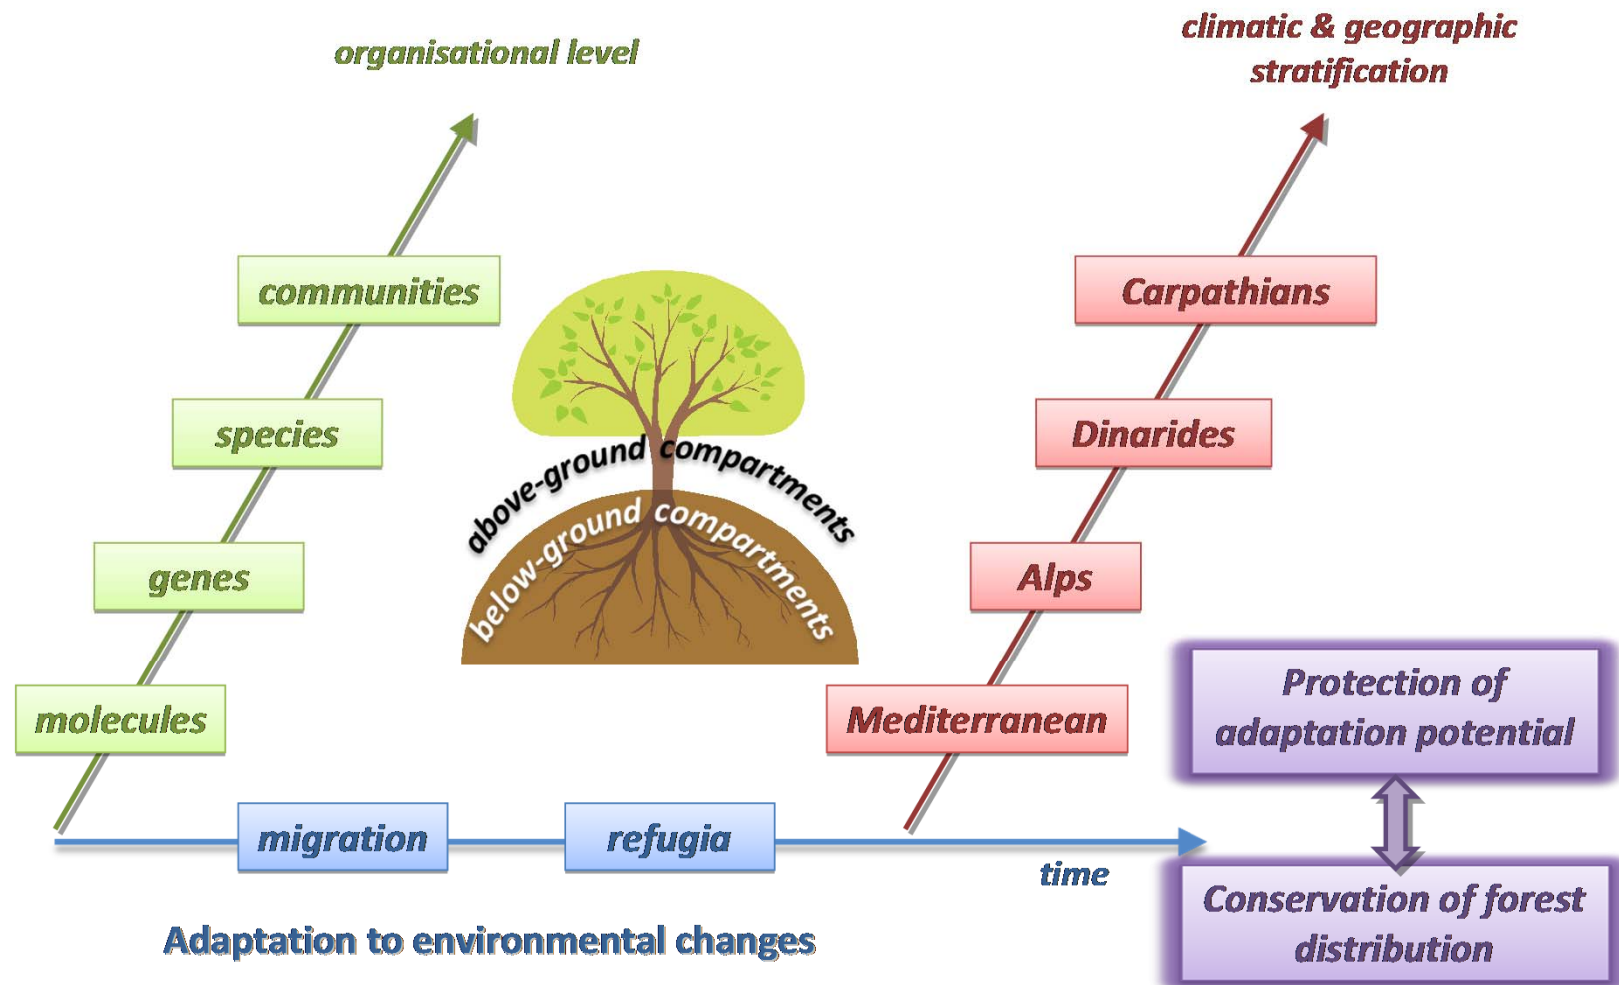 organisational level
climatic & geographic
stratification
communities
species
genes
molecules
above-ground compartments
below-ground compartments
Carpathians
Dinarides
Alps
Mediterranean
migration
refugia
time
Adaptation to environmental changes
Protection of
adaptation potential
Conservation of forest
distribution